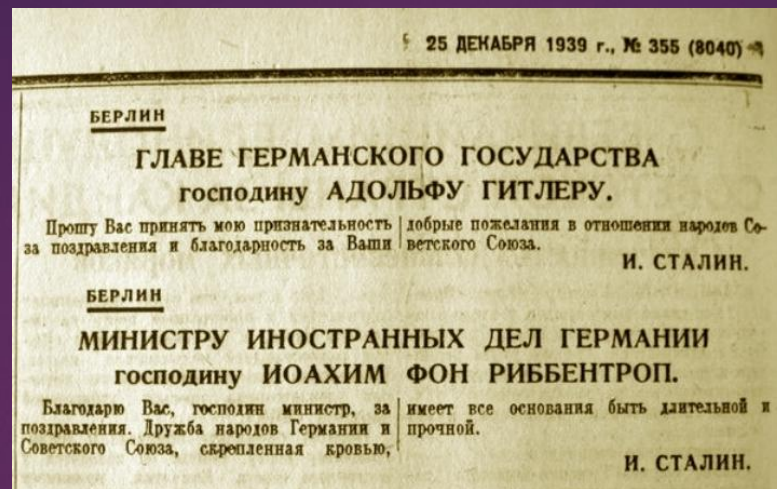 25 ДЕКАБРЯ 1939 г., № 355 (8040)
БЕРЛИН
ГЛАВЕ ГЕРМАНСКОГО ГОСУДАРСТВА
господину АДОЛЬФУ ГИТЛЕРУ.
Прошу Вас принять мою признательность
за поздравления и благодарность за Ваши
добрые пожелания в отношении народов Со-
ветского Союза.
И. СТАЛИН.
БЕРЛИН
МИНИСТРУ ИНОСТРАННЫХ ДЕЛ ГЕРМАНИИ
господину ИОАХИМ ФОН РИББЕНТРОП.
Благодарю Вас, господин министр, за
поздравления. Дружба народов Германии и
Советского Союза, скрепленная кровью,
имеет все основания быть длительной и
прочной.
И. СТАЛИН.